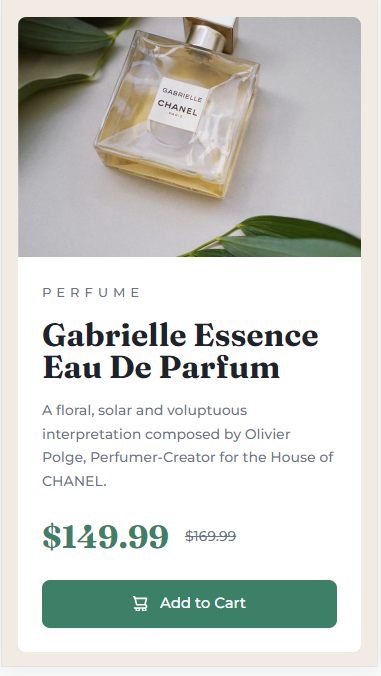 GABRIELLE
CHANEL
PARIS
PERFUME
Gabrielle Essence
Eau De Parfum
A floral, solar and voluptuous
interpretation composed by Olivier
Polge, Perfumer-Creator for the House of
CHANEL.
$149.99 $169.99
Add to Cart